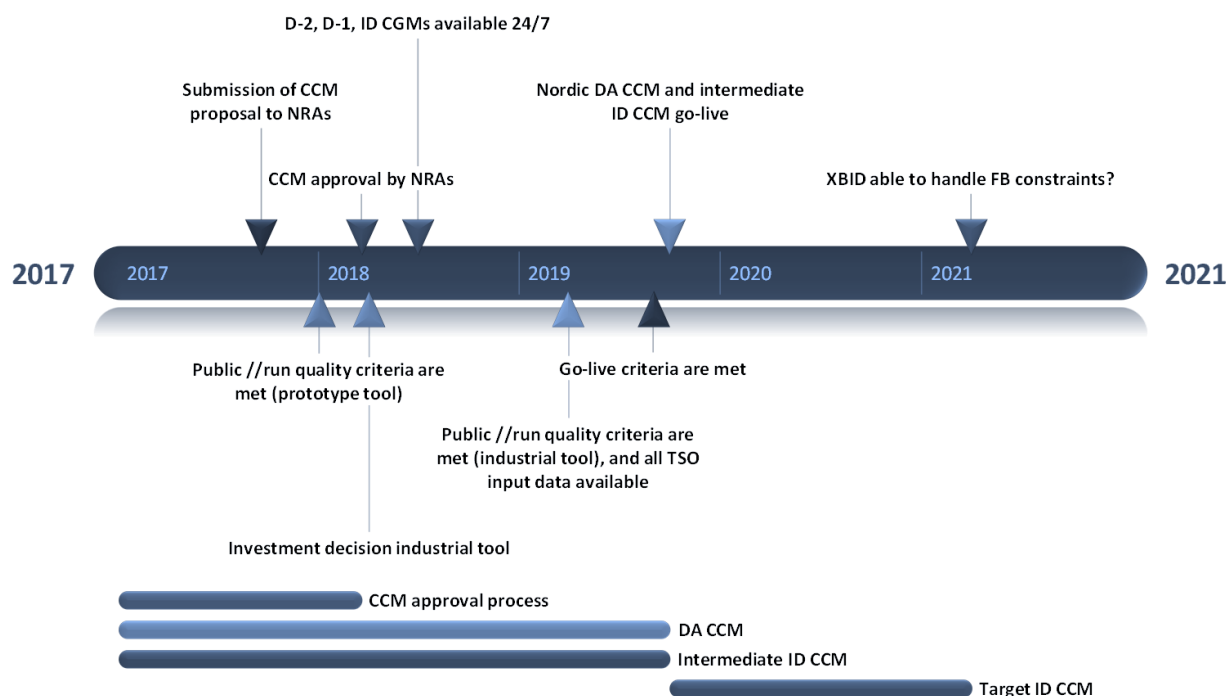 D-2, D-1, ID CGMs available 24/7
Submission of CCM
proposal to NRAs
Nordic DA CCM and intermediate
ID CCM go-live
CCM approval by NRAs
XBID able to handle FB constraints?
2017
2017
2018
2019
2020
2021
2021
Public //run quality criteria are
met (prototype tool)
Go-live criteria are met
Public //run quality criteria are
met (industrial tool), and all TSO
input data available
Investment decision industrial tool
CCM approval process
DA CCM
Intermediate ID CCM
Target ID CCM